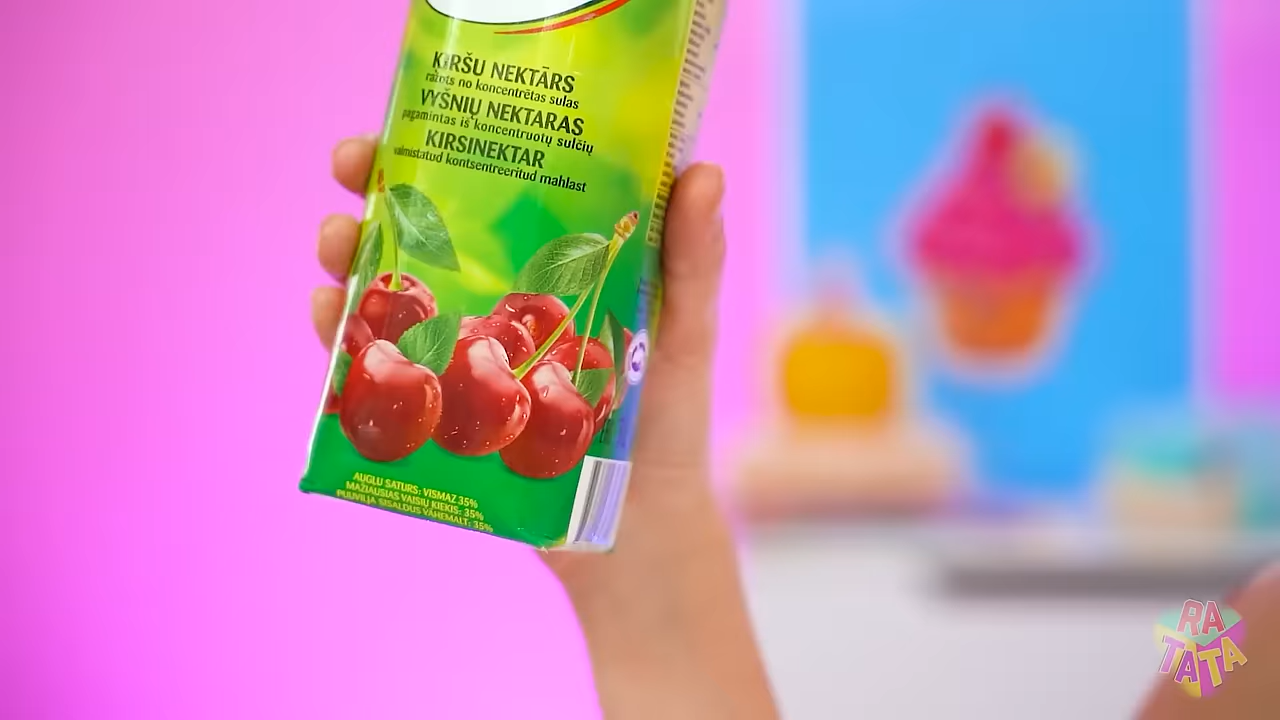 KIRŠU NEKTĀRS
ražots no koncentrētas sulas
VYŠNIŲ NEKTARAS
pagamintas iš koncentruotų sulčių
KIRSINEKTAR
valmistatud kontsentreeritud mahlast
AUGĻU SATURS: VISMAZ 35%
MAŽIAUSIAS VAISIŲ KIEKIS: 35%
PUUVILJA SISALDUS VÄHEMALT: 35%
RA
TATA